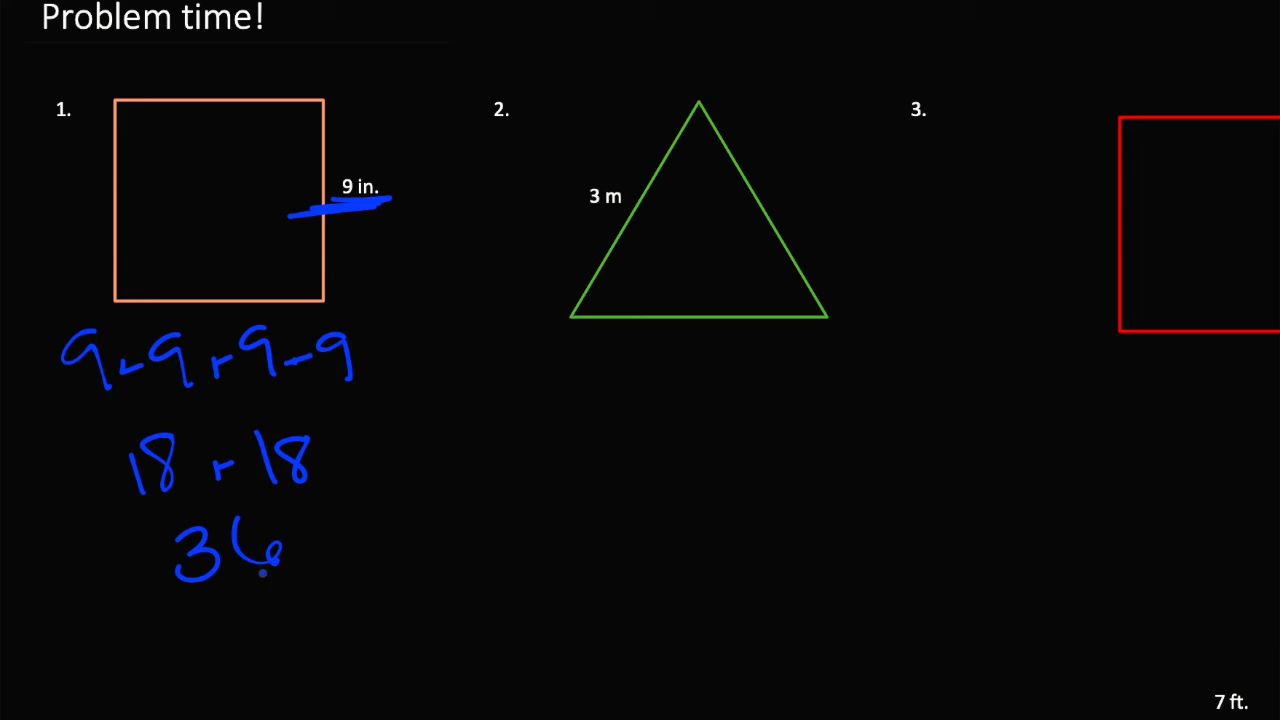 Problem time!
1.
9 in.
2.
3 m
3.
9+9+9+9
18+18
36
7 ft.